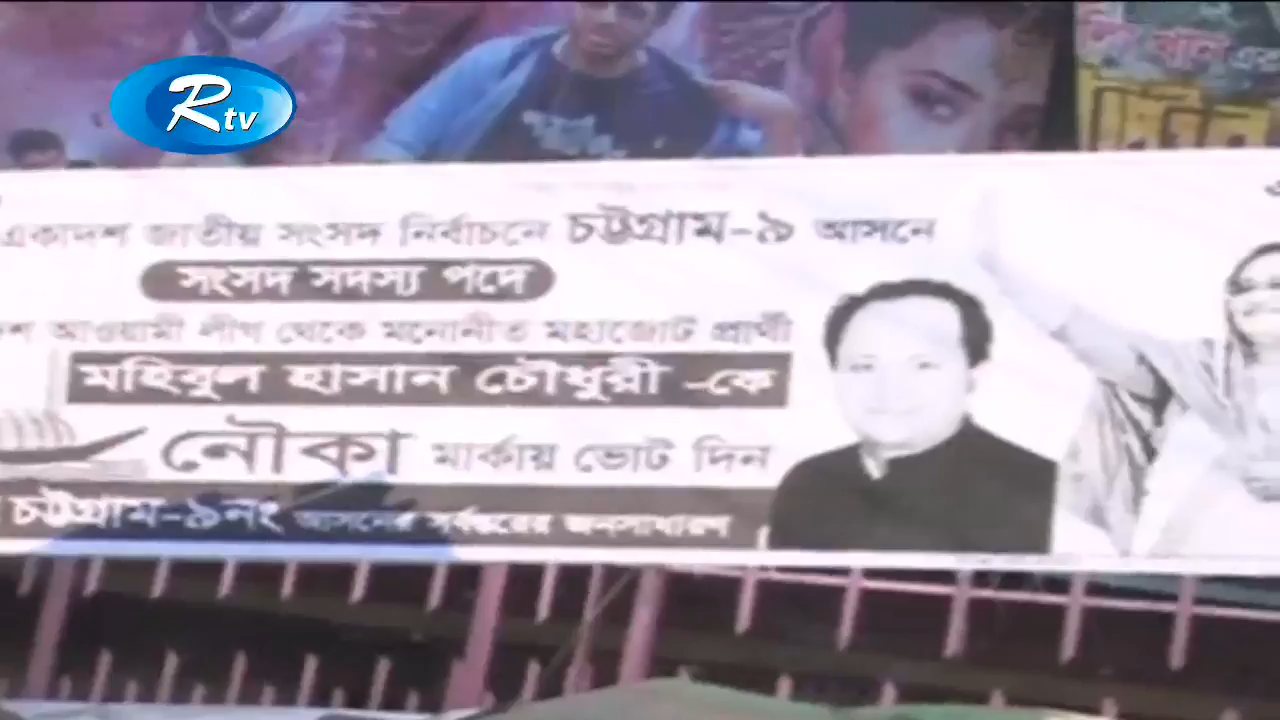 Rtv
খান
একাদশ জাতীয় সংসদ নির্বাচনে চট্টগ্রাম-৯ আসনে
সংসদ সদস্য পদে
আওয়ামী লীগ থেকে মনোনীত মহাজোট প্রার্থী
মহিবুল হাসান চৌধুরী -কে
নৌকা মার্কায় ভোট দিন
চট্টগ্রাম-৯নং আসনের সর্বস্তরের জনসাধারণ